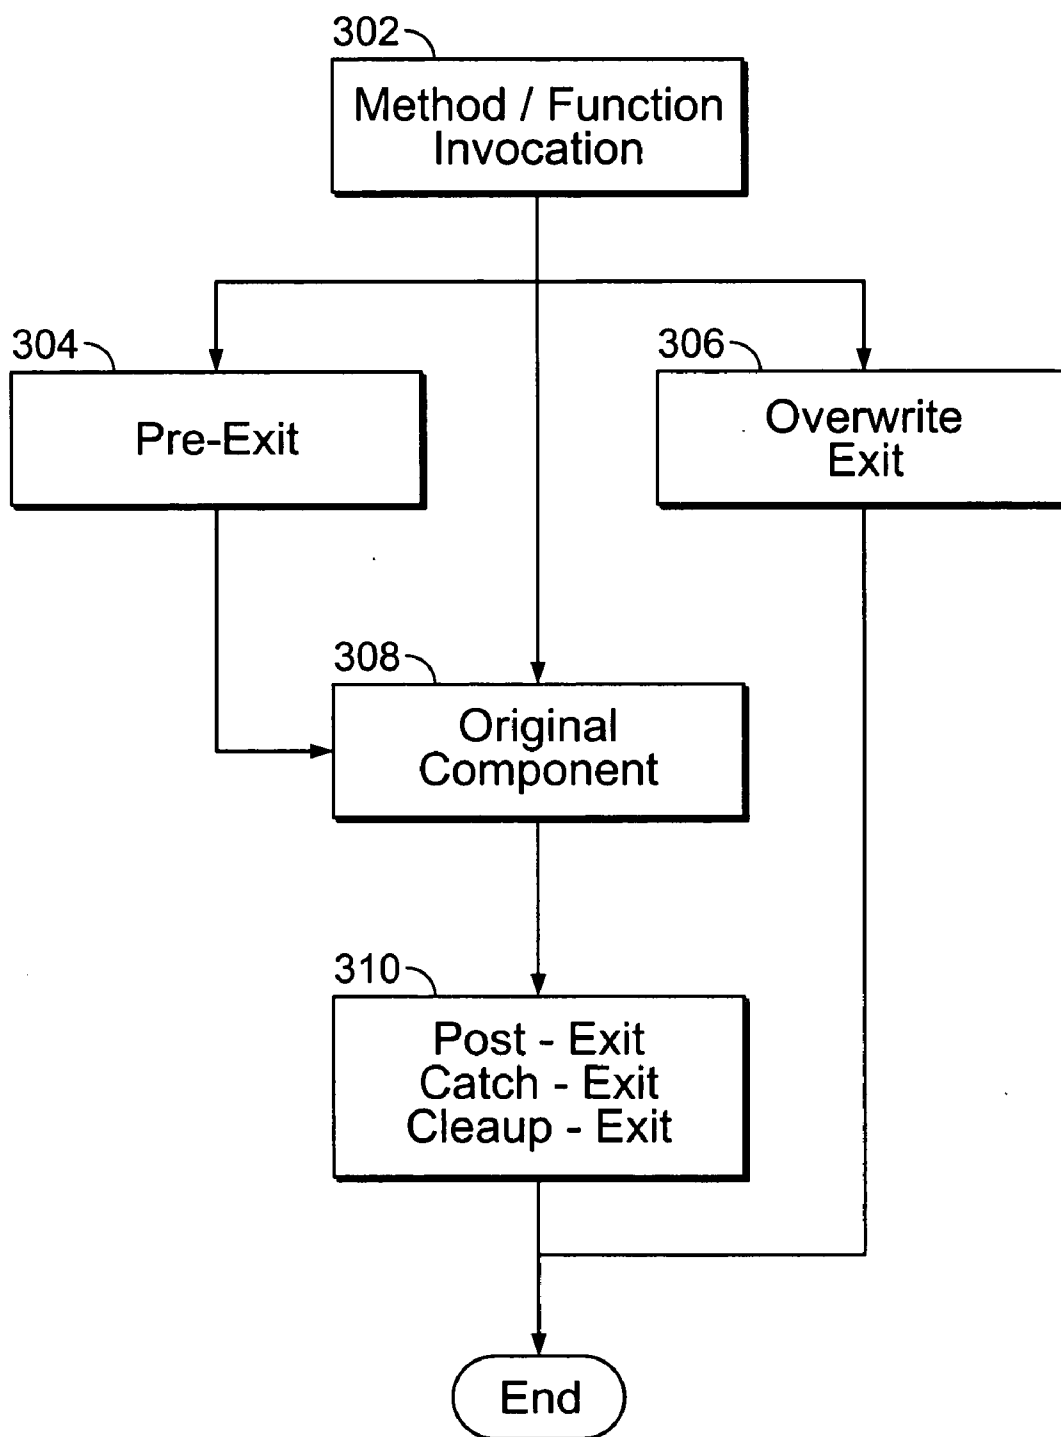 302
Method / Function
Invocation
304
Pre-Exit
306
Overwrite
Exit
308
Original
Component
310
Post - Exit
Catch - Exit
Cleaup - Exit
End